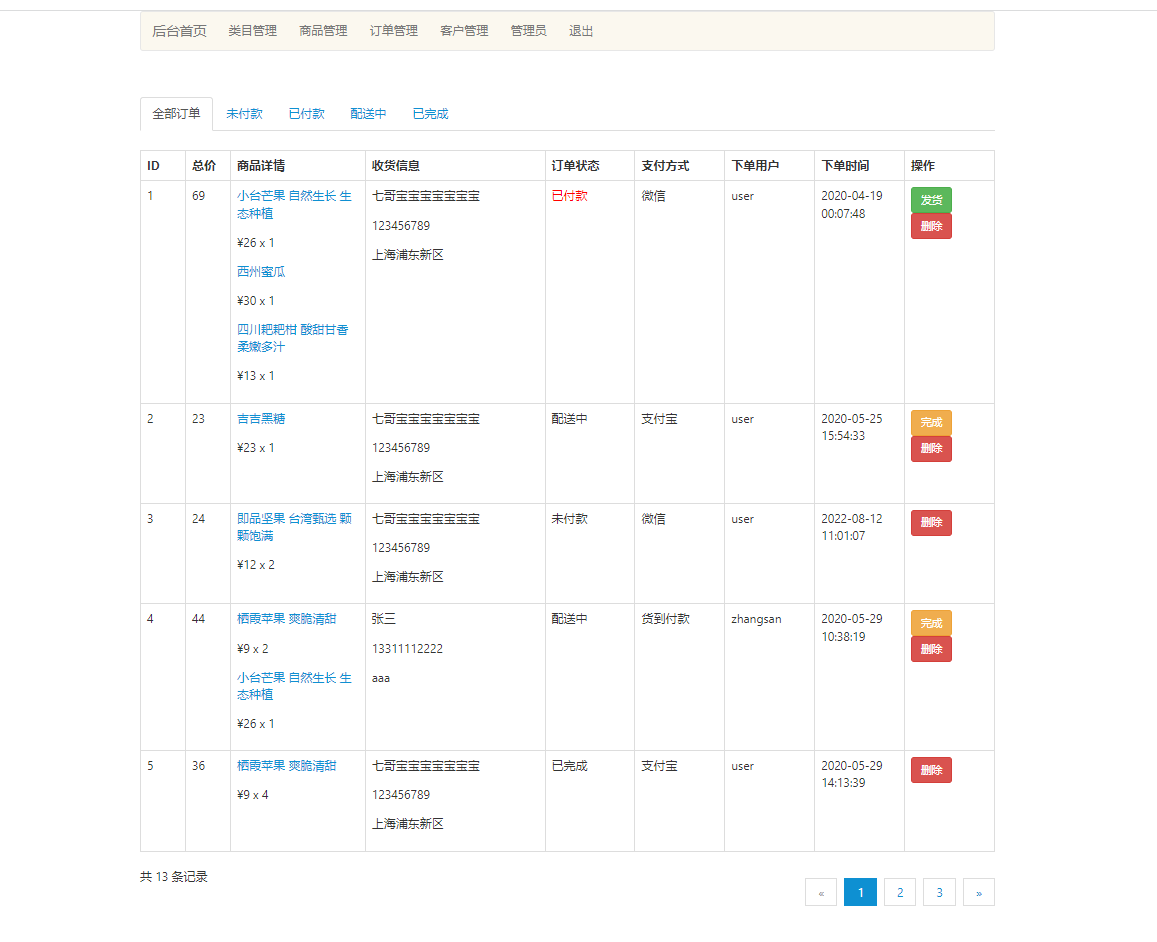 后台首页 类目管理 商品管理 订单管理 客户管理 管理员 退出
全部订单 未付款 已付款 配送中 已完成
ID 总价 商品详情 收货信息 订单状态 支付方式 下单用户 下单时间 操作
1 69 小台芒果 自然生长 生 七哥宝宝宝宝宝宝宝 已付款 微信 user 2020-04-19 发货
态种植 00:07:48
123456789 删除
¥26 x 1
上海浦东新区
西州蜜瓜
¥30 x 1
四川耙耙柑 酸甜甘香
柔嫩多汁
¥13 x 1
2 23 吉吉黑糖 七哥宝宝宝宝宝宝宝 配送中 支付宝 user 2020-05-25 完成
15:54:33
¥23 x 1 123456789 删除
上海浦东新区
3 24 即品坚果 台湾甄选 颗 七哥宝宝宝宝宝宝宝 未付款 微信 user 2022-08-12 删除
颗饱满 11:01:07
123456789
¥12 x 2
上海浦东新区
4 44 栖霞苹果 爽脆清甜 张三 配送中 货到付款 zhangsan 2020-05-29 完成
10:38:19
¥9 x 2 13311112222 删除
小台芒果 自然生长 生 aaa
态种植
¥26 x 1
5 36 栖霞苹果 爽脆清甜 七哥宝宝宝宝宝宝宝 已完成 支付宝 user 2020-05-29 删除
14:13:39
¥9 x 4 123456789
上海浦东新区
共 13 条记录
« 1 2 3 »